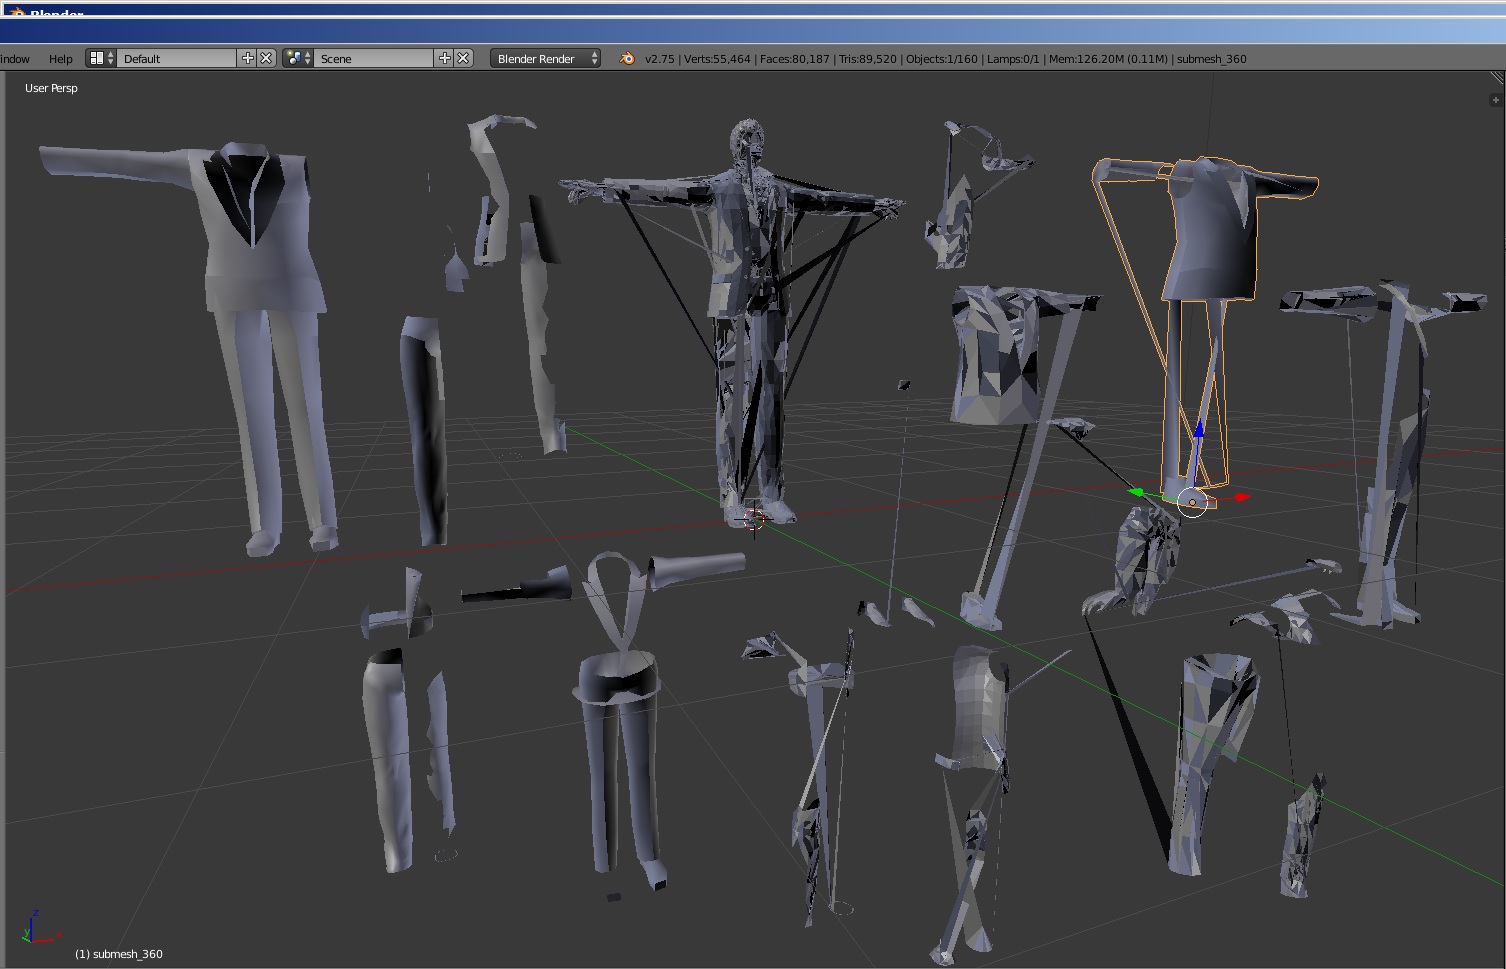 Blender
indow Help Default Scene Blender Render v2.75 | Verts:55,464 | Faces:80,187 | Tris:89,520 | Objects:1/160 | Lamps:0/1 | Mem:126.20M (0.11M) | submesh_360
User Persp
z
y
x
(1) submesh_360